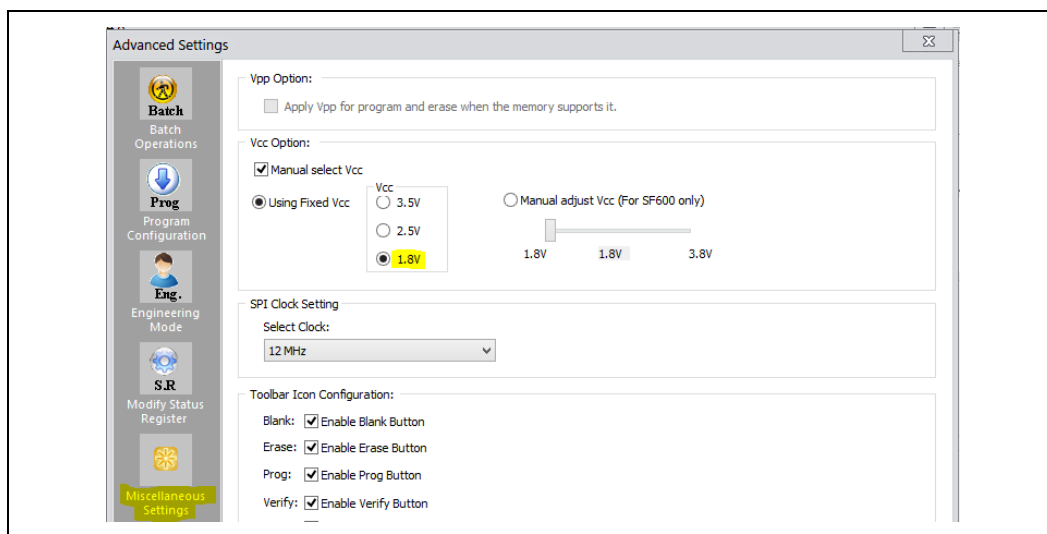 Advanced Settings
Batch
Batch
Operations
Prog
Program
Configuration
Eng.
Engineering
Mode
S.R
Modify Status
Register
Miscellaneous
Settings
Vpp Option:
Apply Vpp for program and erase when the memory supports it.
Vcc Option:
Manual select Vcc
Using Fixed Vcc
Vcc
3.5V
2.5V
1.8V
Manual adjust Vcc (For SF600 only)
1.8V 1.8V 3.8V
SPI Clock Setting
Select Clock:
12 MHz
Toolbar Icon Configuration:
Blank: Enable Blank Button
Erase: Enable Erase Button
Prog: Enable Prog Button
Verify: Enable Verify Button